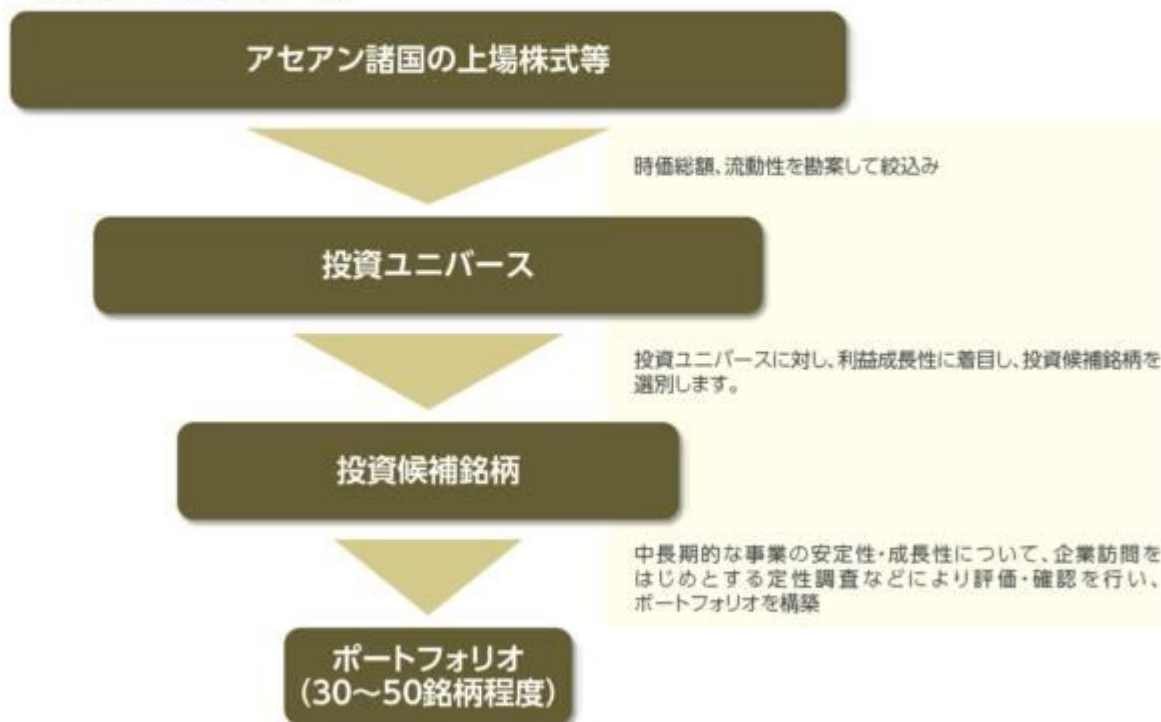 アセアン諸国の上場株式等
時価総額、流動性を勘案して絞込み
投資ユニバース
投資ユニバースに対し、利益成長性に着目し、投資候補銘柄を
選別します。
投資候補銘柄
中長期的な事業の安定性・成長性について、企業訪問を
はじめとする定性調査などにより評価・確認を行い、
ポートフォリオを構築
ポートフォリオ
(30～50銘柄程度)